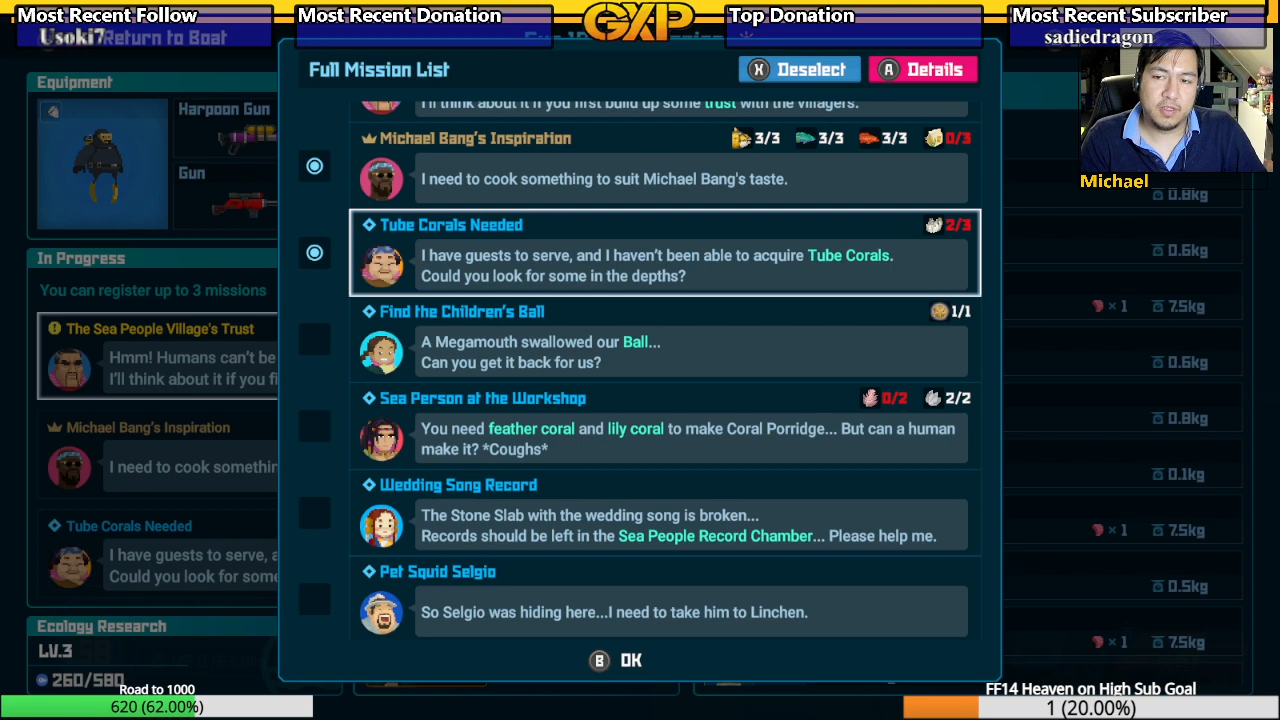 Most Recent Follow
Usoki7
Return to Boat
Most Recent Donation
GXP
Top Donation
Most Recent Subscriber
sadiedragon
Michael
Equipment
Harpoon Gun
Gun
In Progress
You can register up to 3 missions
The Sea People Village's Trust
Hmm! Humans can't be
I'll think about it if you fi
Michael Bang's Inspiration
I need to cook somethin
Tube Corals Needed
I have guests to serve, a
Could you look for some
Ecology Research
LV.3
260/580
Road to 1000
620 (62.00%)
Full Mission List
X Deselect
A Details
I'll think about it if you first build up some trust with the villagers.
Michael Bang's Inspiration 3/3 3/3 3/3 0/3
I need to cook something to suit Michael Bang's taste.
Tube Corals Needed 2/3
I have guests to serve, and I haven't been able to acquire Tube Corals.
Could you look for some in the depths?
Find the Children's Ball 1/1
A Megamouth swallowed our Ball...
Can you get it back for us?
Sea Person at the Workshop 0/2 2/2
You need feather coral and lily coral to make Coral Porridge... But can a human
make it? *Coughs*
Wedding Song Record
The Stone Slab with the wedding song is broken...
Records should be left in the Sea People Record Chamber... Please help me.
Pet Squid Selgio
So Selgio was hiding here...I need to take him to Linchen.
B OK
0.8kg
0.6kg
× 1 7.5kg
0.6kg
0.8kg
0.1kg
× 1 7.5kg
0.5kg
× 1 7.5kg
FF14 Heaven on High Sub Goal
1 (20.00%)